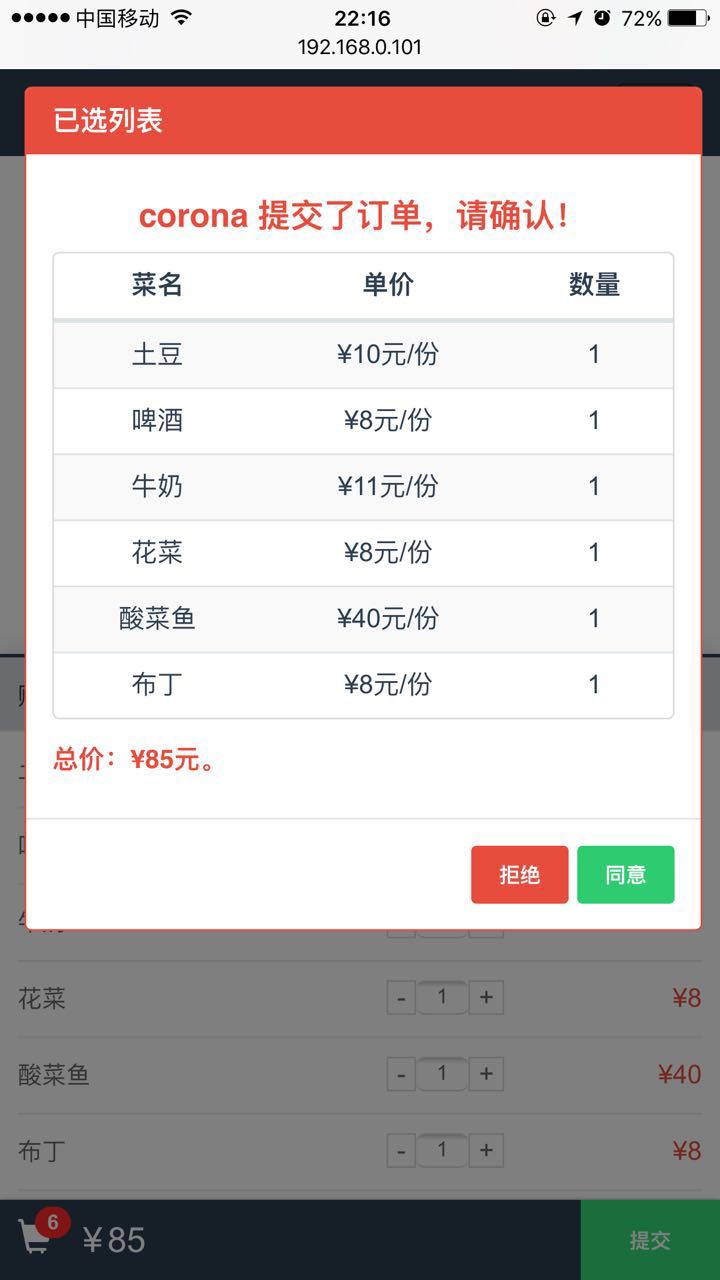 中国移动 22:16 72%
192.168.0.101
已选列表
corona 提交了订单，请确认！
菜名 单价 数量
土豆 ¥10元/份 1
啤酒 ¥8元/份 1
牛奶 ¥11元/份 1
花菜 ¥8元/份 1
酸菜鱼 ¥40元/份 1
布丁 ¥8元/份 1
总价：¥85元。
拒绝 同意
花菜 - 1 + ¥8
酸菜鱼 - 1 + ¥40
布丁 - 1 + ¥8
6 ¥85 提交